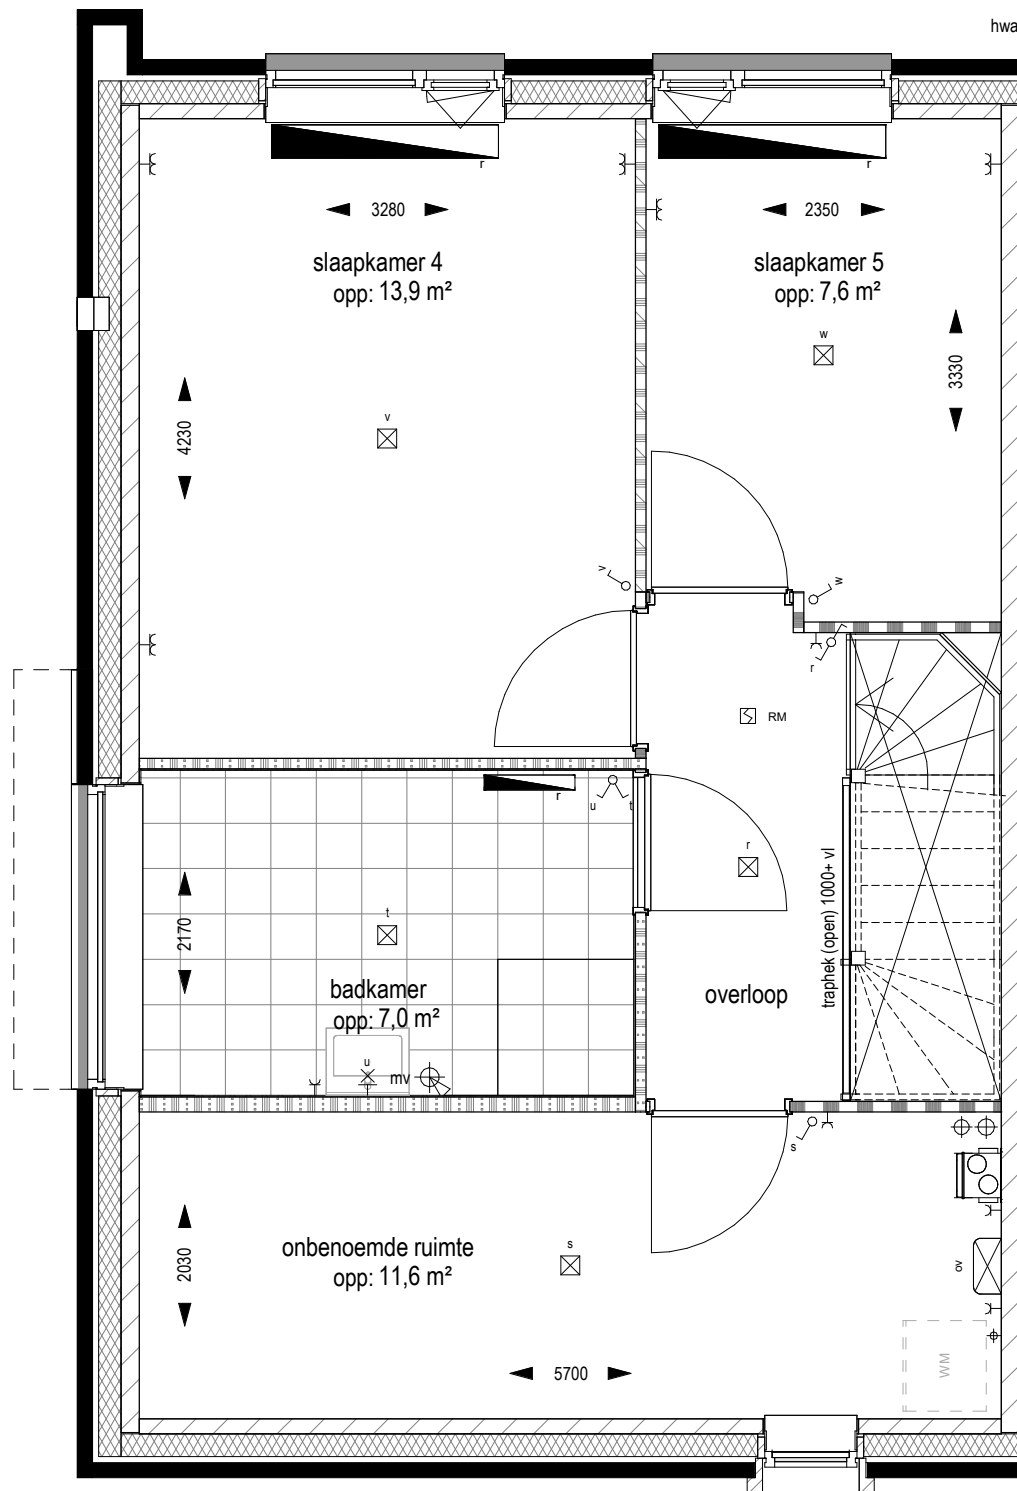 hwa
r
r
3280
2350
slaapkamer 4
opp: 13,9 m²
slaapkamer 5
opp: 7,6 m²
w
3330
v
4230
v
w
r
RM
r
u
t
r
traphek (open) 1000+ vl
t
2170
badkamer
opp: 7,0 m²
overloop
u
mv
s
onbenoemde ruimte
opp: 11,6 m²
s
2030
ov
WM
5700